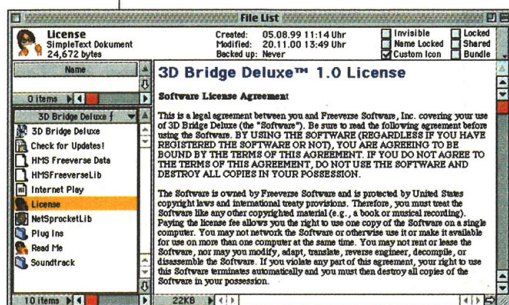 File List
License
SimpleText Dokument
24,672 bytes
Created: 05.08.99 11:14 Uhr
Modified: 20.11.00 13:49 Uhr
Backed up: Never
Invisible
Name Locked
Custom Icon
Locked
Shared
Bundle
Name
0 items
3D Bridge Deluxe ƒ
3D Bridge Deluxe
Check for Updates!
HMS Freeverse Data
HMSFreeverseLib
Internet Play
License
NetSprocketLib
Plug Ins
Read Me
Soundtrack
10 items
3D Bridge Deluxe™ 1.0 License
Software License Agreement
This is a legal agreement between you and Freeverse Software, Inc. covering your use
of 3D Bridge Deluxe (the "Software"). Be sure to read the following agreement before
using the Software. BY USING THE SOFTWARE (REGARDLESS IF YOU HAVE
REGISTERED THE SOFTWARE OR NOT), YOU ARE AGREEING TO BE
BOUND BY THE TERMS OF THIS AGREEMENT. IF YOU DO NOT AGREE TO
THE TERMS OF THIS AGREEMENT, DO NOT USE THE SOFTWARE AND
DESTROY ALL COPIES IN YOUR POSSESSION.
The Software is owned by Freeverse Software and is protected by United States
copyright laws and international treaty provisions. Therefore, you must treat the
Software like any other copyrighted material (e.g., a book or musical recording).
Paying the license fee allows you the right to use one copy of the Software on a single
computer. You may not network the Software or otherwise use it or make it available
for use on more than one computer at the same time. You may not rent or lease the
Software, nor may you modify, adapt, translate, reverse engineer, decompile, or
disassemble the Software. If you violate any part of this agreement, your right to use
this Software terminates automatically and you must then destroy all copies of the
Software in your possession.
22KB